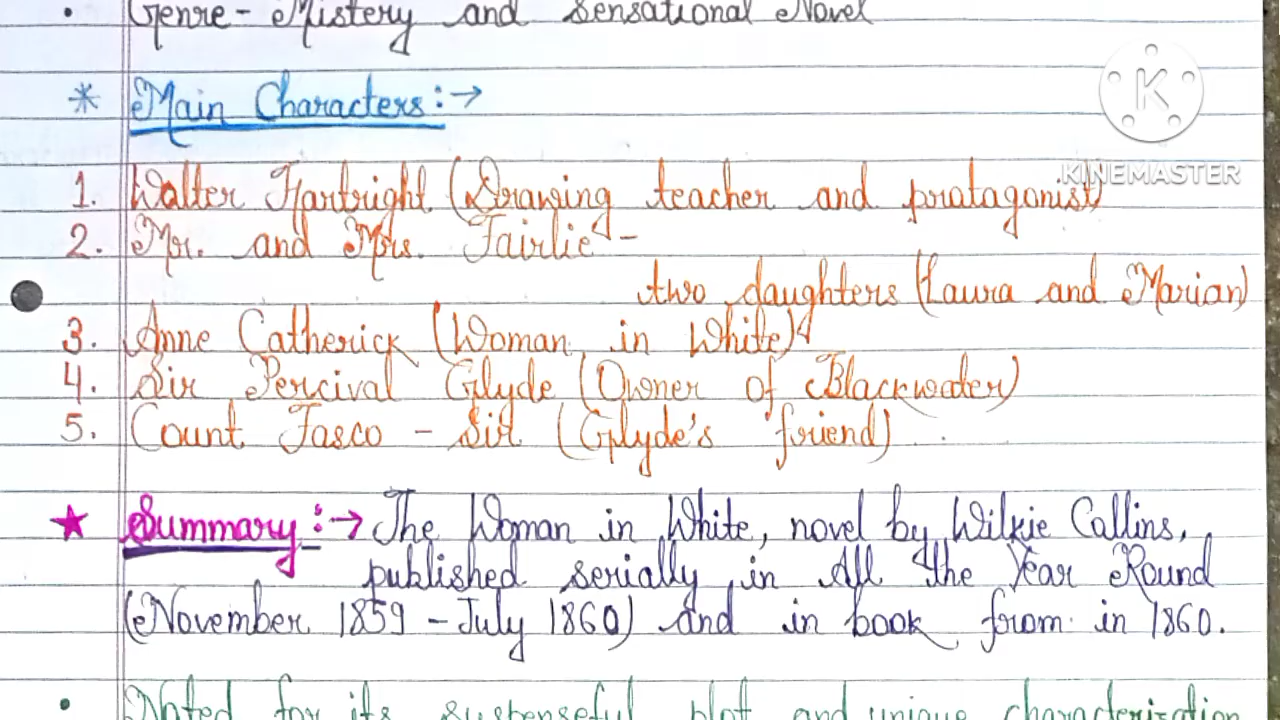 • Genre - Mistery and Sensational Novel
* Main Characters :→
1. Walter Hartright (Drawing teacher and protagonist)
2. Mr. and Mrs. Fairlie -
two daughters (Laura and Marian)
3. Anne Catherick (Woman in White)
4. Sir Percival Glyde (Owner of Blackwater)
5. Count Fasco - Sir (Glyde's friend)
★ Summary :→ The Woman in White, novel by Wilkie Collins,
published serially in All the Year Round
(November 1859 - July 1860) and in book from in 1860.
• Noted for its suspenseful plot and unique characterization
K
KINEMASTER